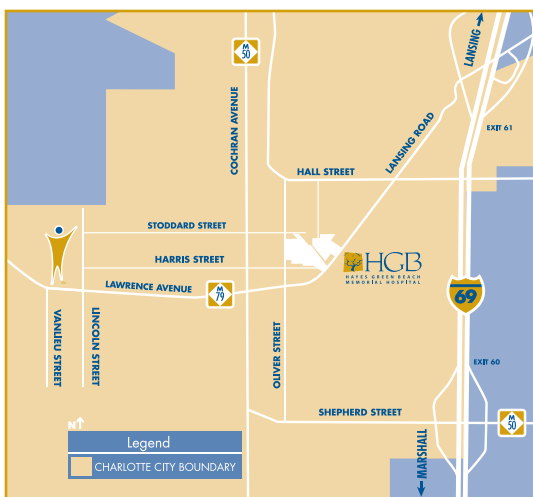 LANSING
M
50
COCHRAN AVENUE
LANSING ROAD
EXIT 61
HALL STREET
STODDARD STREET
HARRIS STREET
HGB
HAYES GREEN BEACH
MEMORIAL HOSPITAL
LAWRENCE AVENUE
M
79
69
VANLIEU STREET
LINCOLN STREET
OLIVER STREET
EXIT 60
SHEPHERD STREET
M
50
N
Legend
CHARLOTTE CITY BOUNDARY
MARSHALL